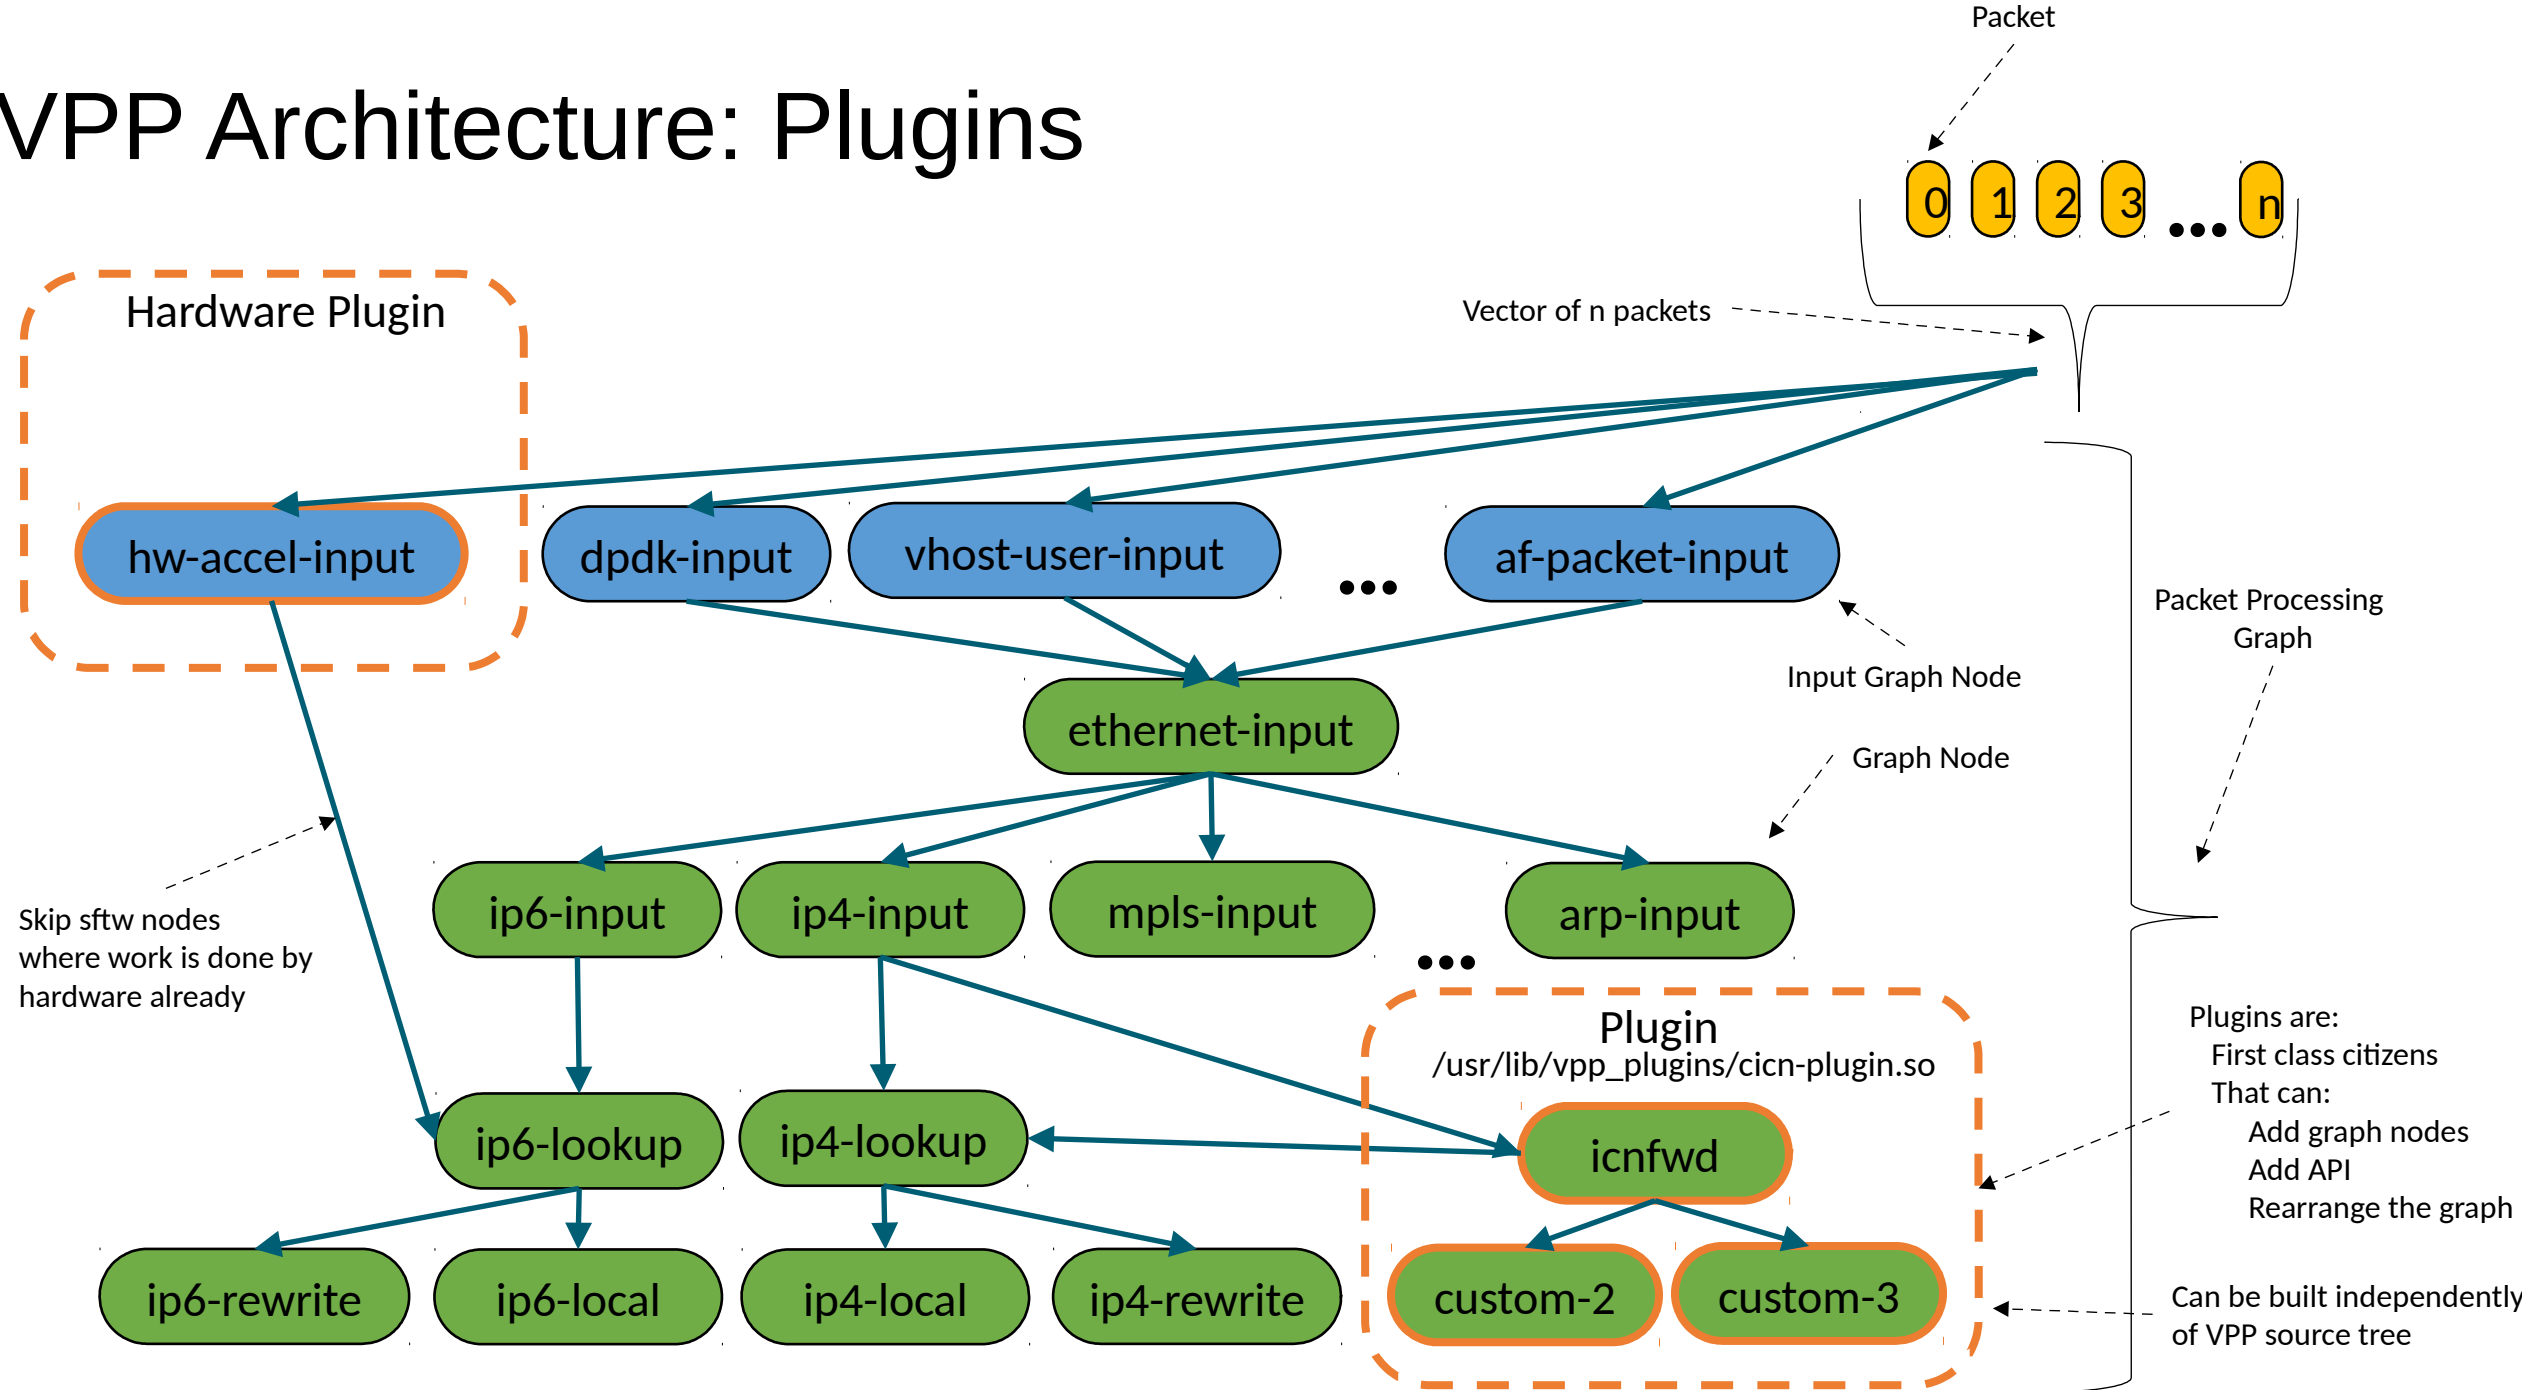 Packet
VPP Architecture: Plugins
0 1 2 3 ... n
Hardware Plugin
Vector of n packets
hw-accel-input
dpdk-input
vhost-user-input
...
af-packet-input
Packet Processing
Graph
Input Graph Node
ethernet-input
Graph Node
Skip sftw nodes
where work is done by
hardware already
ip6-input
ip4-input
mpls-input
...
arp-input
Plugin
/usr/lib/vpp_plugins/cicn-plugin.so
Plugins are:
First class citizens
That can:
Add graph nodes
Add API
Rearrange the graph
ip6-lookup
ip4-lookup
icnfwd
ip6-rewrite
ip6-local
ip4-local
ip4-rewrite
custom-2
custom-3
Can be built independently
of VPP source tree